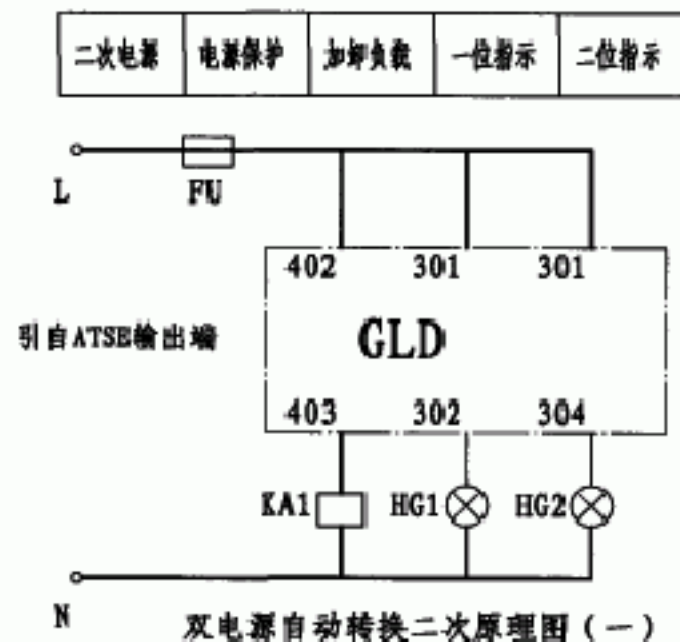 二次电源 电源保护 加卸负载 一位指示 二位指示
L FU
402 301 301
引自ATSE输出端 GLD
403 302 304
KA1 HG1 HG2
N
双电源自动转换二次原理图（一）